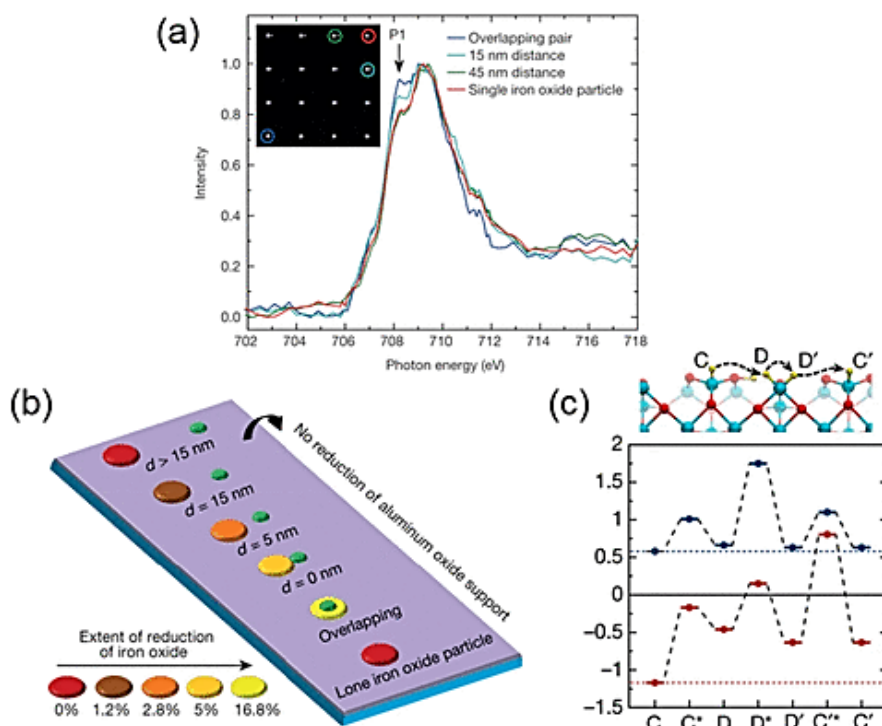 (a)
P1
Overlapping pair
15 nm distance
45 nm distance
Single iron oxide particle
1.0
0.8
0.6
0.4
0.2
0.0
Intensity
702 704 706 708 710 712 714 716 718
Photon energy (eV)
(b)
No reduction of aluminum oxide support
d > 15 nm
d = 15 nm
d = 5 nm
d = 0 nm
Overlapping
Lone iron oxide particle
Extent of reduction
of iron oxide
0% 1.2% 2.8% 5% 16.8%
(c)
C D D′ C′
2
1.5
1
0.5
0
−0.5
−1
−1.5
C C* D D* D′ C′* C′